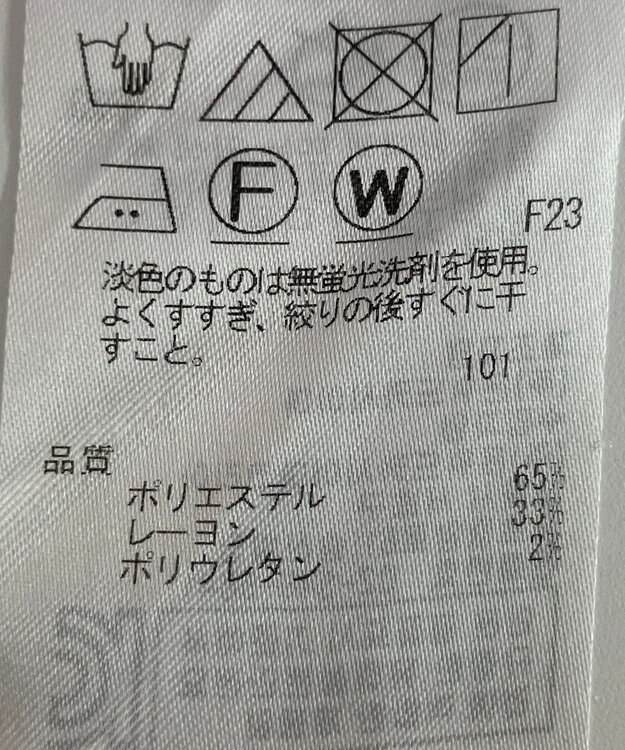 F W
F23
淡色のものは無蛍光洗剤を使用。
よくすすぎ、絞りの後すぐに干
すこと。
101
品質
ポリエステル 65%
レーヨン 33%
ポリウレタン 2%